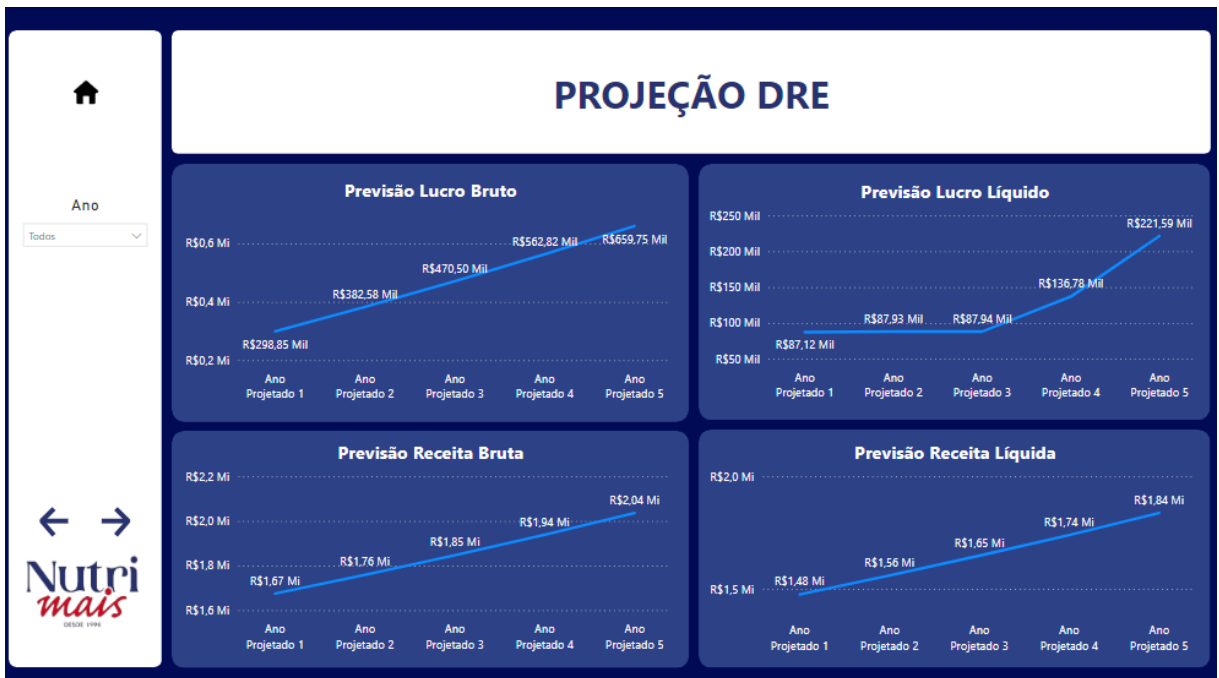 PROJEÇÃO DRE
Ano
Todos
Nutri
mais
DESDE 1994
Previsão Lucro Bruto
R$0,6 Mi
R$0,4 Mi
R$0,2 Mi
R$298,85 Mil
R$382,58 Mil
R$470,50 Mil
R$562,82 Mil
R$659,75 Mil
Ano Projetado 1
Ano Projetado 2
Ano Projetado 3
Ano Projetado 4
Ano Projetado 5
Previsão Lucro Líquido
R$250 Mil
R$200 Mil
R$150 Mil
R$100 Mil
R$50 Mil
R$87,12 Mil
R$87,93 Mil
R$87,94 Mil
R$136,78 Mil
R$221,59 Mil
Ano Projetado 1
Ano Projetado 2
Ano Projetado 3
Ano Projetado 4
Ano Projetado 5
Previsão Receita Bruta
R$2,2 Mi
R$2,0 Mi
R$1,8 Mi
R$1,6 Mi
R$1,67 Mi
R$1,76 Mi
R$1,85 Mi
R$1,94 Mi
R$2,04 Mi
Ano Projetado 1
Ano Projetado 2
Ano Projetado 3
Ano Projetado 4
Ano Projetado 5
Previsão Receita Líquida
R$2,0 Mi
R$1,5 Mi
R$1,48 Mi
R$1,56 Mi
R$1,65 Mi
R$1,74 Mi
R$1,84 Mi
Ano Projetado 1
Ano Projetado 2
Ano Projetado 3
Ano Projetado 4
Ano Projetado 5